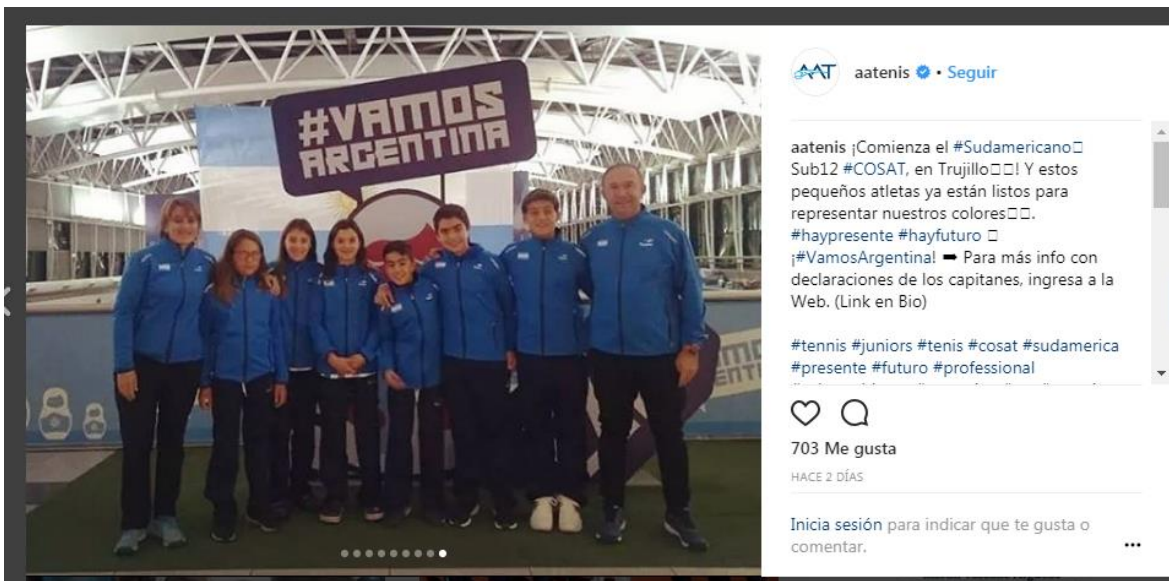 #VAMOS
ARGENTINA
AAT
aatenis • Seguir
aatenis ¡Comienza el #Sudamericano□
Sub12 #COSAT, en Trujillo□□! Y estos
pequeños atletas ya están listos para
representar nuestros colores□□.
#haypresente #hayfuturo □
¡#VamosArgentina! ➡ Para más info con
declaraciones de los capitanes, ingresa a la
Web. (Link en Bio)
#tennis #juniors #tenis #cosat #sudamerica
#presente #futuro #professional
703 Me gusta
HACE 2 DÍAS
Inicia sesión para indicar que te gusta o
comentar.